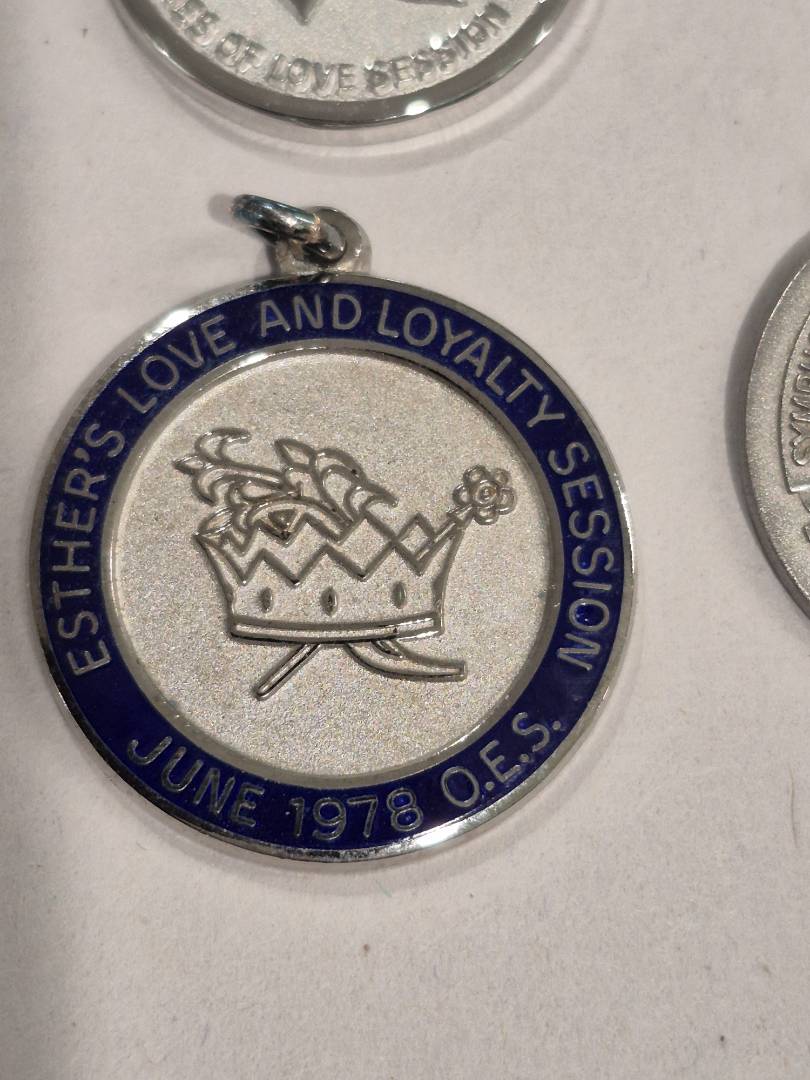 OF LOVE SESSION
ESTHER'S LOVE AND LOYALTY SESSION
JUNE 1978 O.E.S.